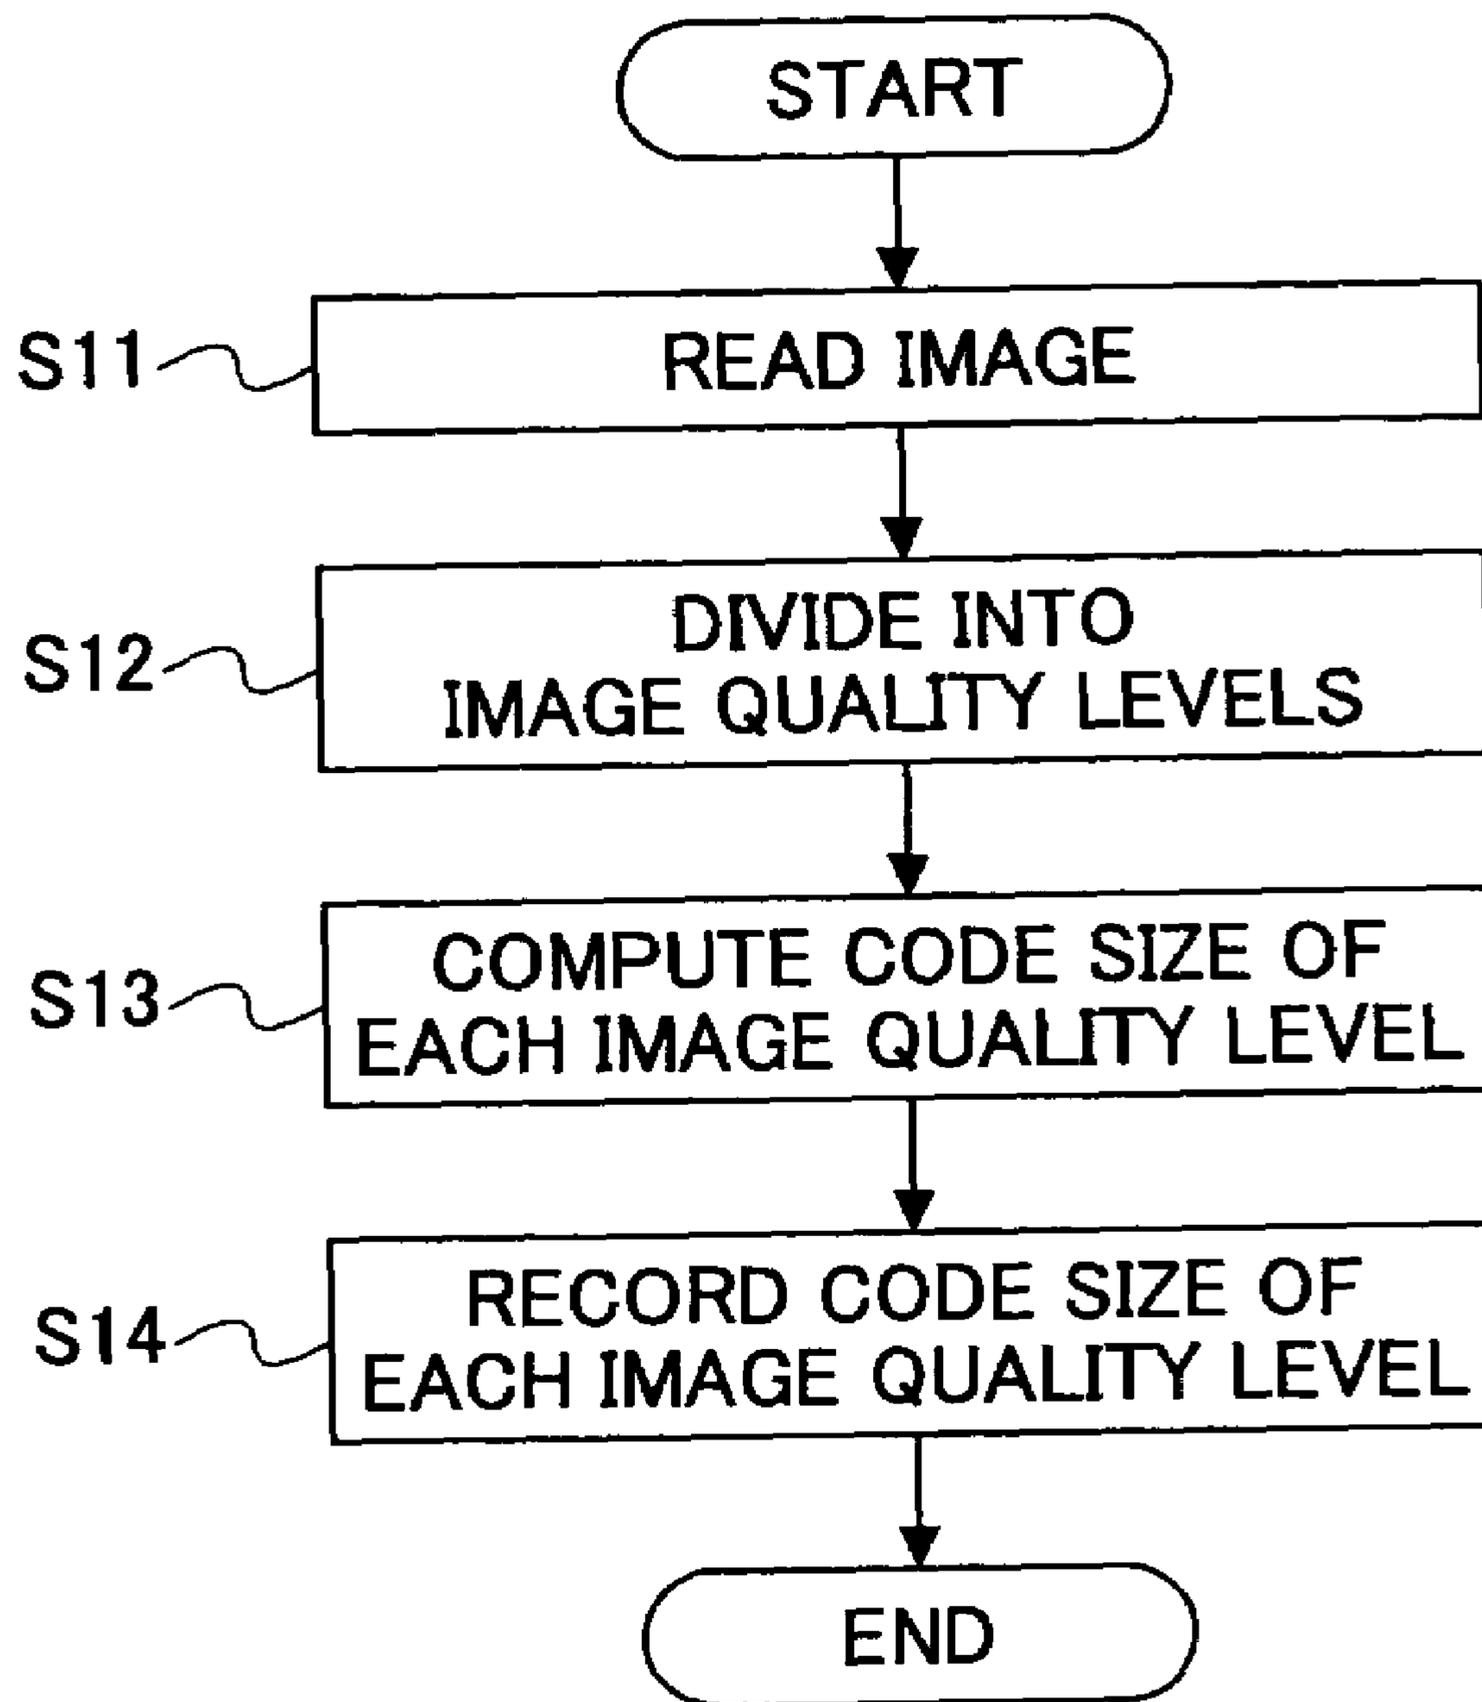 START
S11
READ IMAGE
S12
DIVIDE INTO
IMAGE QUALITY LEVELS
S13
COMPUTE CODE SIZE OF
EACH IMAGE QUALITY LEVEL
S14
RECORD CODE SIZE OF
EACH IMAGE QUALITY LEVEL
END